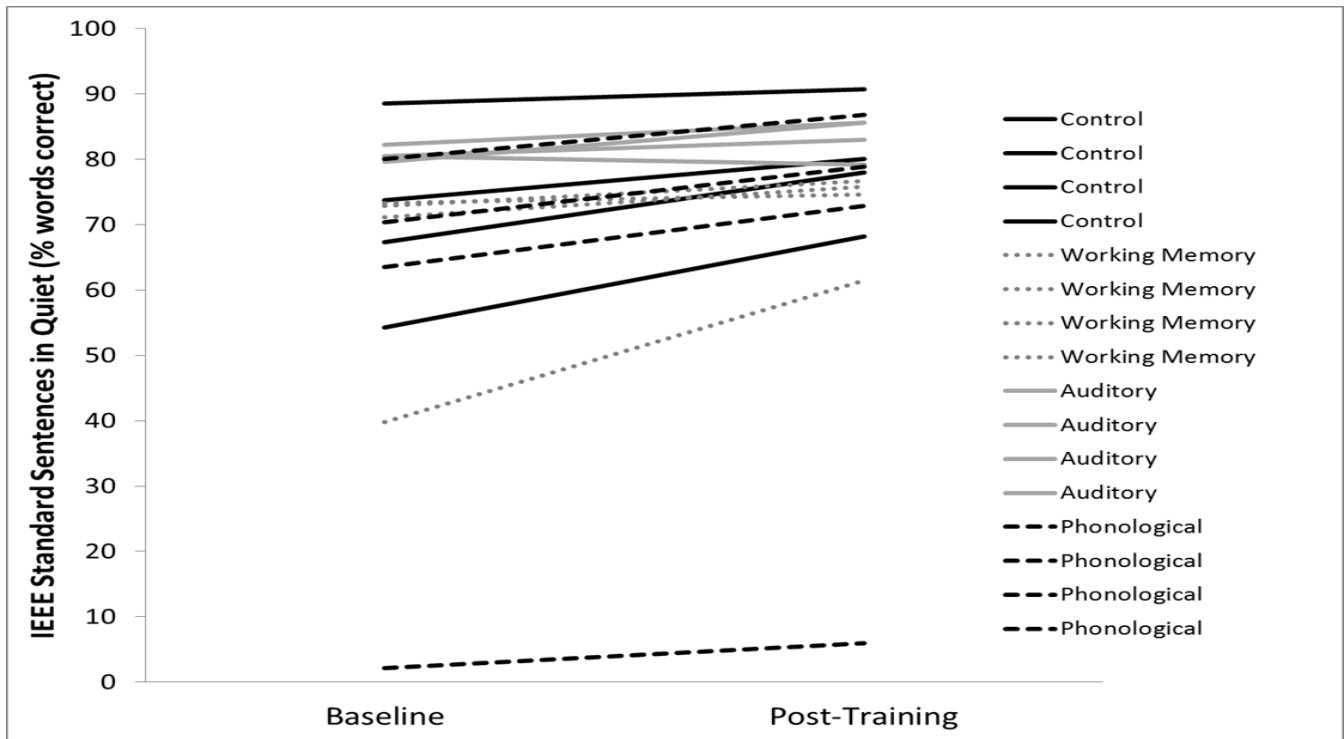 IEEE Standard Sentences in Quiet (% words correct)
100
90
80
70
60
50
40
30
20
10
0
Baseline
Post-Training
Control
Control
Control
Control
Working Memory
Working Memory
Working Memory
Working Memory
Auditory
Auditory
Auditory
Auditory
Phonological
Phonological
Phonological
Phonological